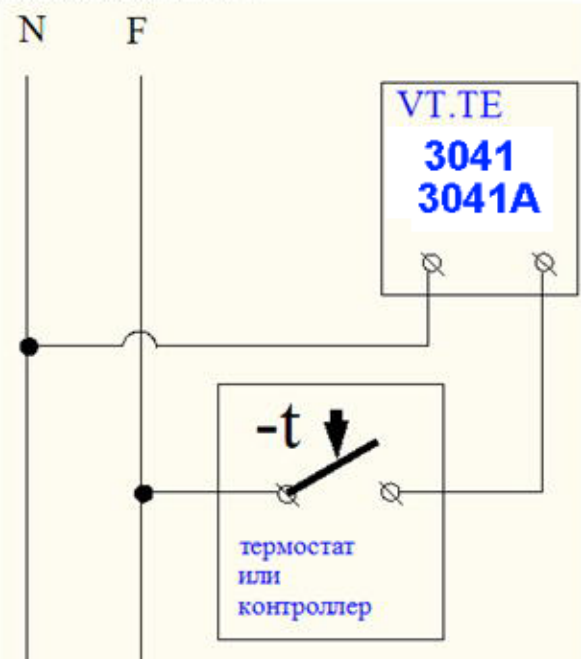 N F
VT.TE
3041
3041A
-t
термостат
или
контроллер